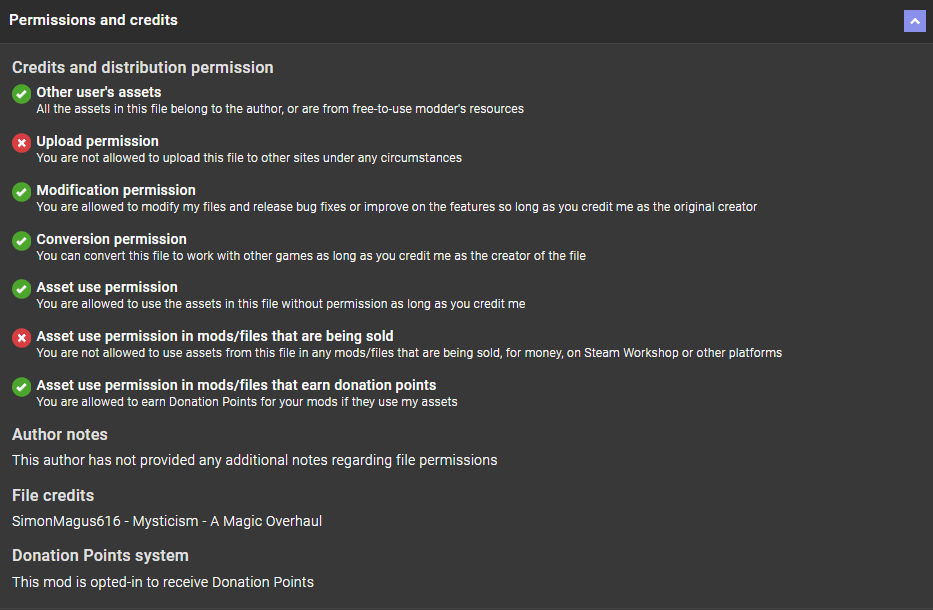 Permissions and credits
Credits and distribution permission
Other user's assets
All the assets in this file belong to the author, or are from free-to-use modder's resources
Upload permission
You are not allowed to upload this file to other sites under any circumstances
Modification permission
You are allowed to modify my files and release bug fixes or improve on the features so long as you credit me as the original creator
Conversion permission
You can convert this file to work with other games as long as you credit me as the creator of the file
Asset use permission
You are allowed to use the assets in this file without permission as long as you credit me
Asset use permission in mods/files that are being sold
You are not allowed to use assets from this file in any mods/files that are being sold, for money, on Steam Workshop or other platforms
Asset use permission in mods/files that earn donation points
You are allowed to earn Donation Points for your mods if they use my assets
Author notes
This author has not provided any additional notes regarding file permissions
File credits
SimonMagus616 - Mysticism - A Magic Overhaul
Donation Points system
This mod is opted-in to receive Donation Points